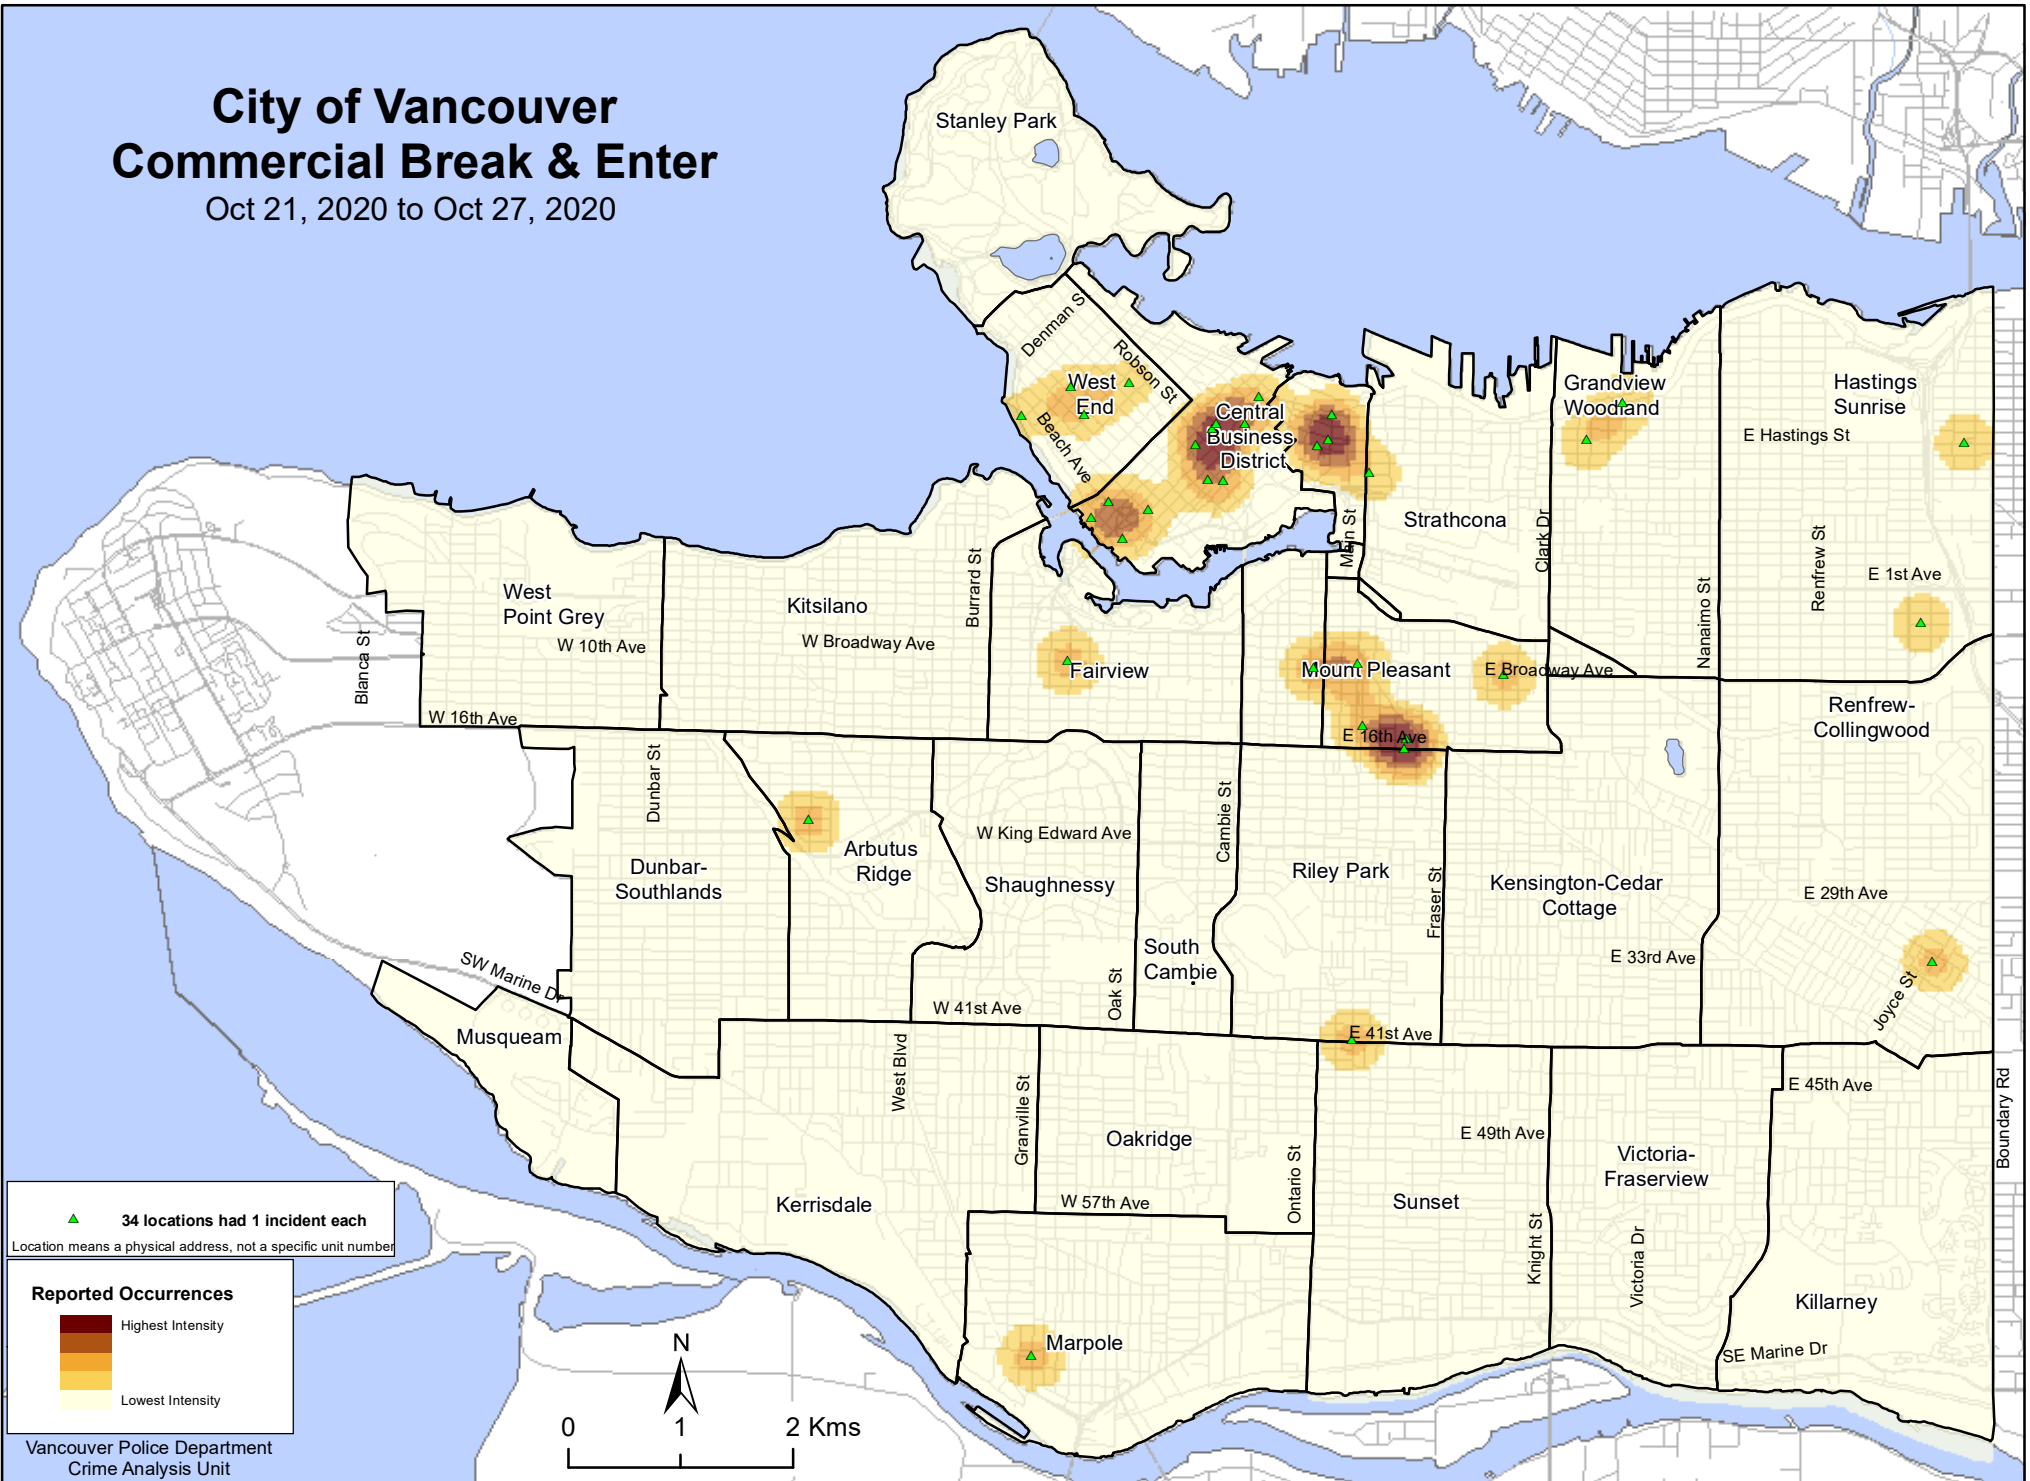 City of Vancouver
Commercial Break & Enter
Oct 21, 2020 to Oct 27, 2020
Stanley Park
Denman S
Robson St
West
End
Beach Ave
Central
Business
District
Grandview
Woodland
Hastings
Sunrise
E Hastings St
Strathcona
Main St
Clark Dr
Nanaimo St
Renfrew St
E 1st Ave
West
Point Grey
W 10th Ave
Blanca St
W 16th Ave
Kitsilano
W Broadway Ave
Burrard St
Fairview
Mount Pleasant
E Broadway Ave
E 16th Ave
Renfrew-
Collingwood
Dunbar St
Dunbar-
Southlands
Arbutus
Ridge
W King Edward Ave
Shaughnessy
Cambie St
South
Cambie
Oak St
Riley Park
Fraser St
Kensington-Cedar
Cottage
E 29th Ave
E 33rd Ave
Joyce St
SW Marine Dr
Musqueam
W 41st Ave
E 41st Ave
West Blvd
Granville St
Oakridge
W 57th Ave
Ontario St
E 49th Ave
Sunset
Knight St
Victoria-
Fraserview
Victoria Dr
E 45th Ave
Boundary Rd
Killarney
SE Marine Dr
Kerrisdale
Marpole
34 locations had 1 incident each
Location means a physical address, not a specific unit number
Reported Occurrences
Highest Intensity
Lowest Intensity
Vancouver Police Department
Crime Analysis Unit
N
0 1 2 Kms